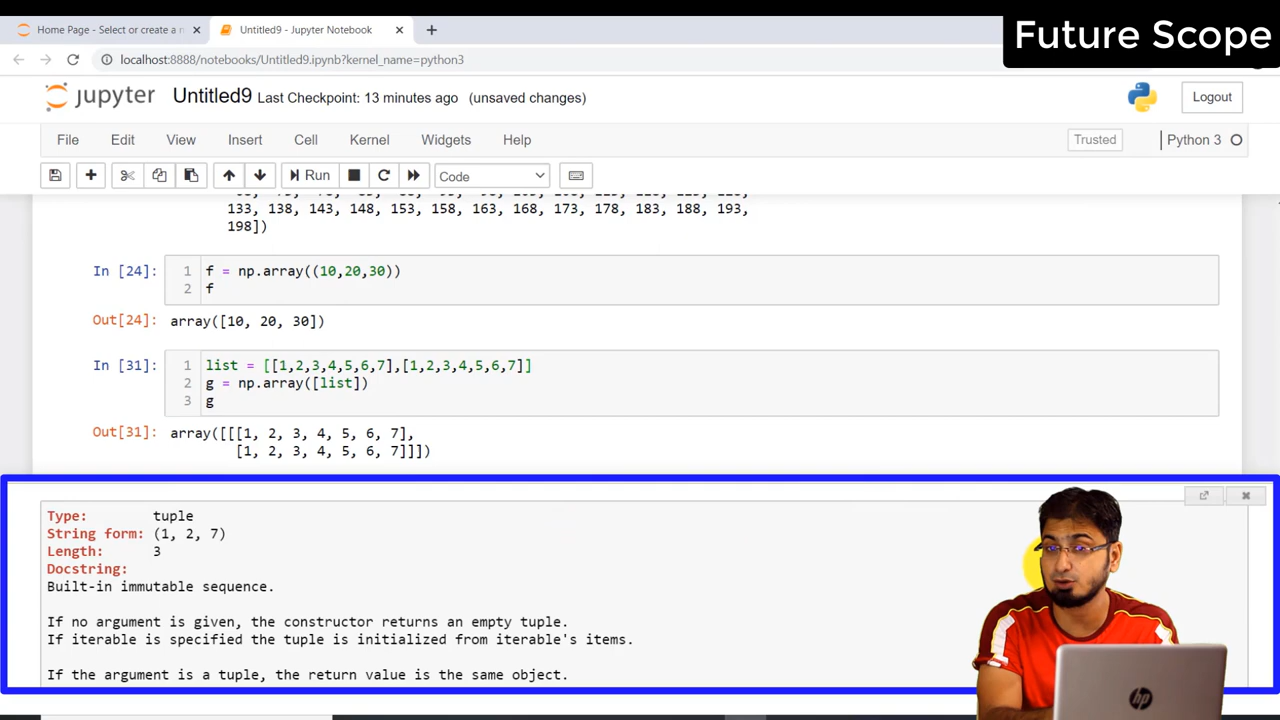 Home Page - Select or create a n
Untitled9 - Jupyter Notebook
Future Scope
localhost:8888/notebooks/Untitled9.ipynb?kernel_name=python3
jupyter Untitled9 Last Checkpoint: 13 minutes ago (unsaved changes)
Logout
File Edit View Insert Cell Kernel Widgets Help
Trusted
Python 3
Run
Code
133, 138, 143, 148, 153, 158, 163, 168, 173, 178, 183, 188, 193,
198])
In [24]: 1 f = np.array((10,20,30))
2 f
Out[24]: array([10, 20, 30])
In [31]: 1 list = [[1,2,3,4,5,6,7],[1,2,3,4,5,6,7]]
2 g = np.array([list])
3 g
Out[31]: array([[[1, 2, 3, 4, 5, 6, 7],
[1, 2, 3, 4, 5, 6, 7]]])
Type: tuple
String form: (1, 2, 7)
Length: 3
Docstring:
Built-in immutable sequence.
If no argument is given, the constructor returns an empty tuple.
If iterable is specified the tuple is initialized from iterable's items.
If the argument is a tuple, the return value is the same object.
hp